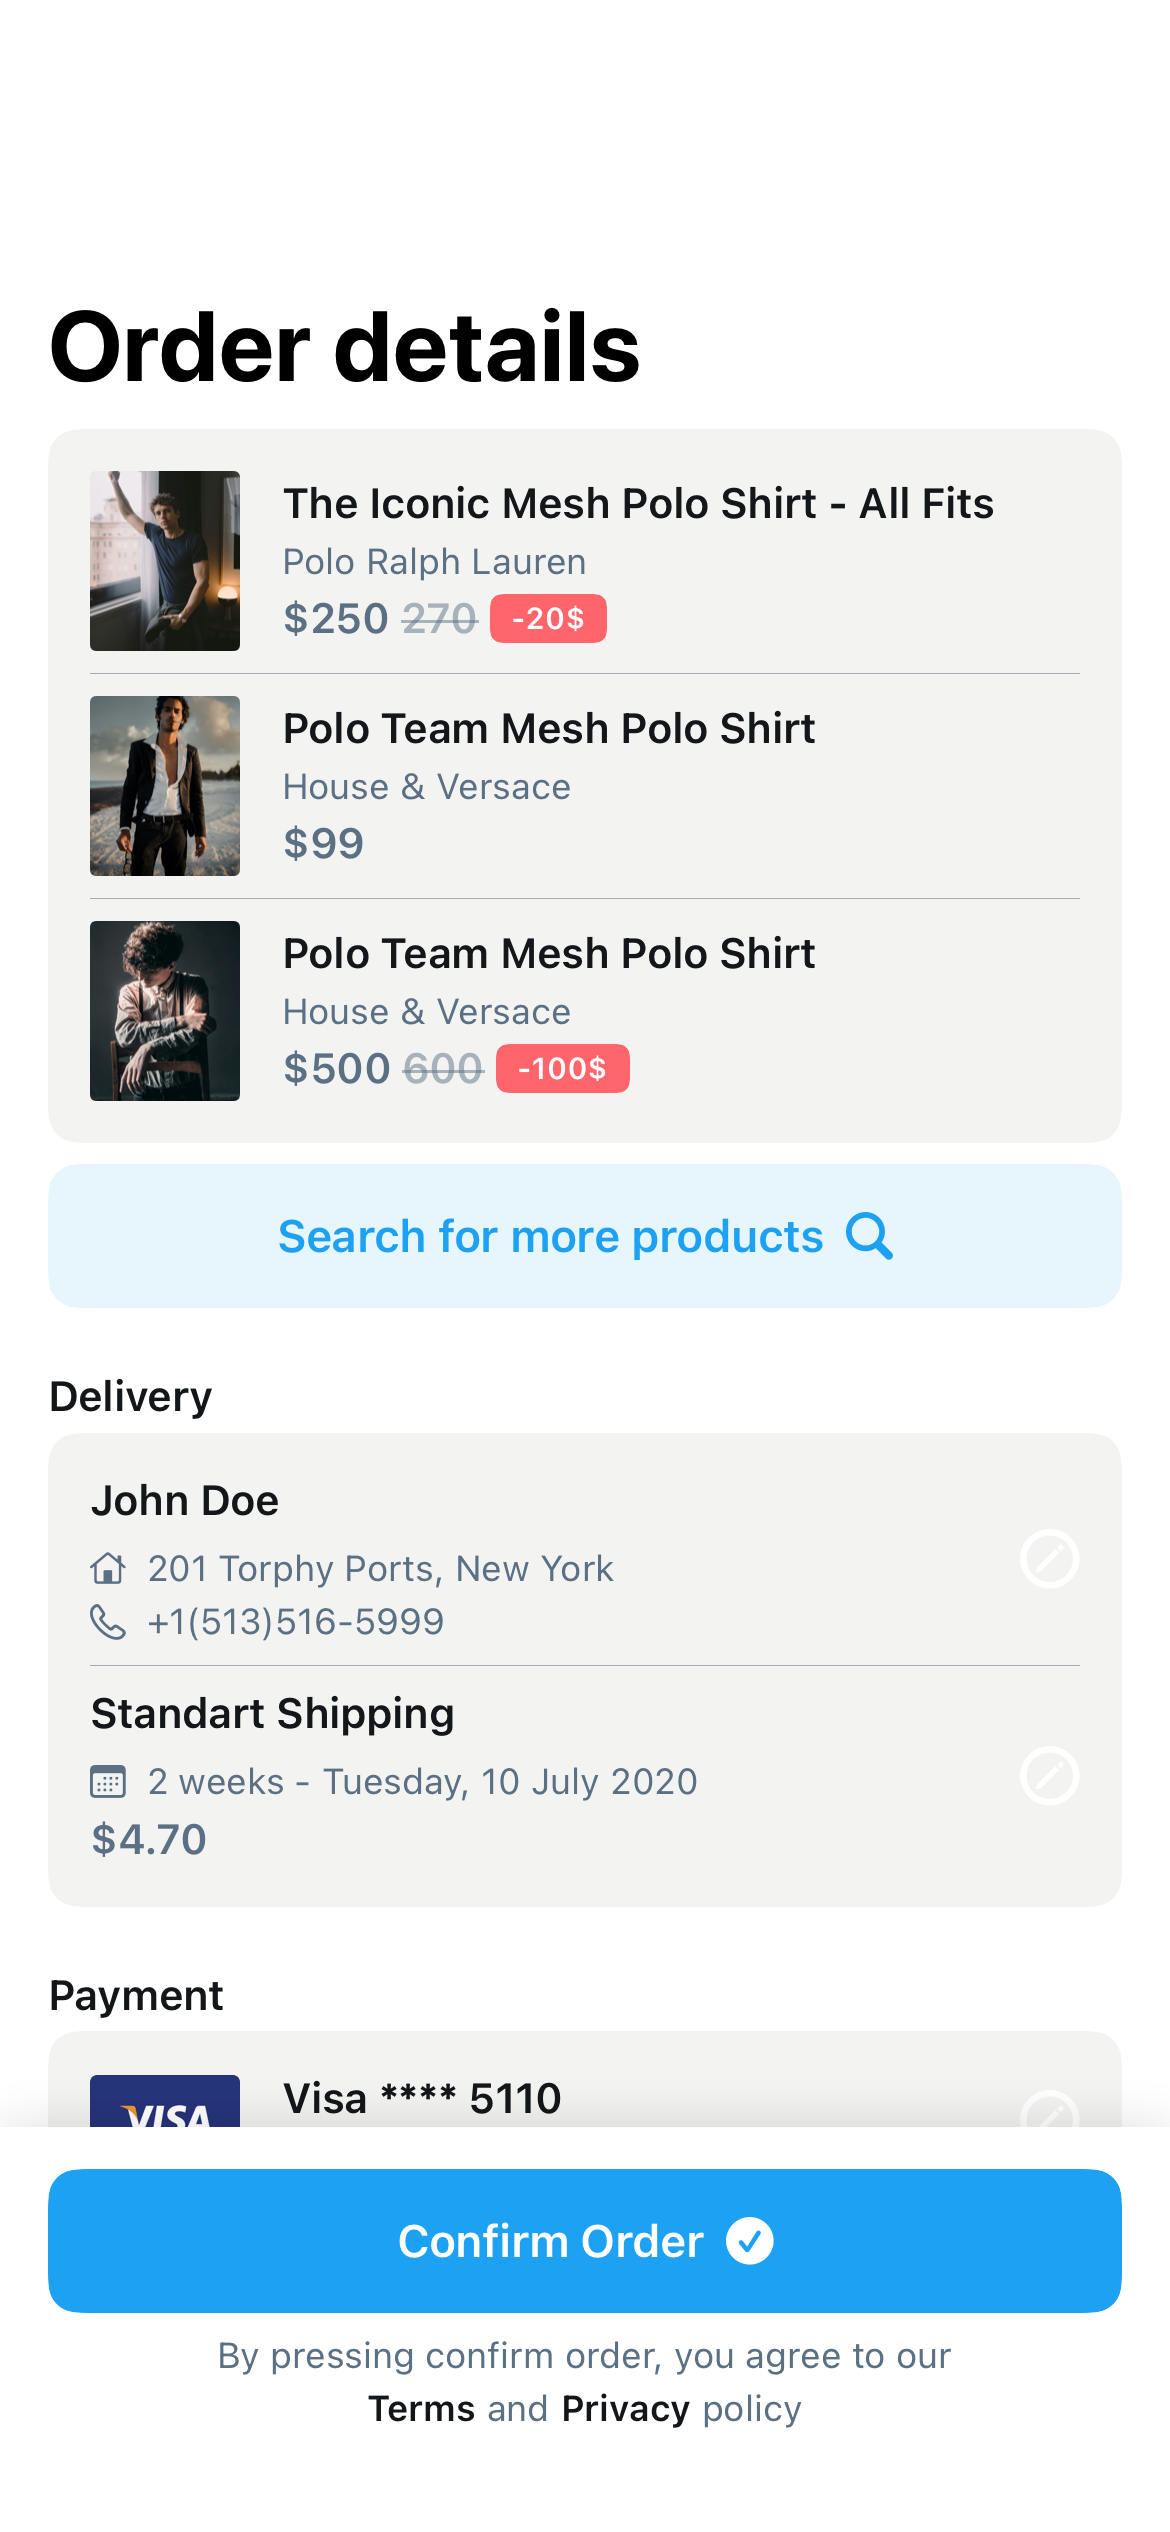 Order details
The Iconic Mesh Polo Shirt - All Fits
Polo Ralph Lauren
$250 270 -20$
Polo Team Mesh Polo Shirt
House & Versace
$99
Polo Team Mesh Polo Shirt
House & Versace
$500 600 -100$
Search for more products
Delivery
John Doe
201 Torphy Ports, New York
+1(513)516-5999
Standart Shipping
2 weeks - Tuesday, 10 July 2020
$4.70
Payment
Visa **** 5110
VISA
Confirm Order
By pressing confirm order, you agree to our
Terms and Privacy policy